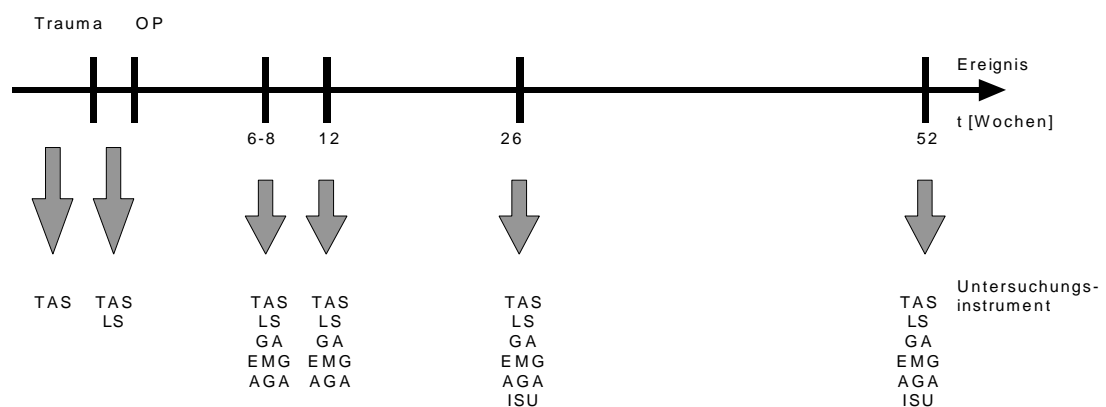 Trauma OP
Ereignis
t [Wochen]
6-8 12 26 52
Untersuchungs-
instrument
TAS TAS TAS TAS TAS TAS
LS LS LS LS LS
GA GA GA GA
EMG EMG EMG EMG
AGA AGA AGA AGA
ISU ISU